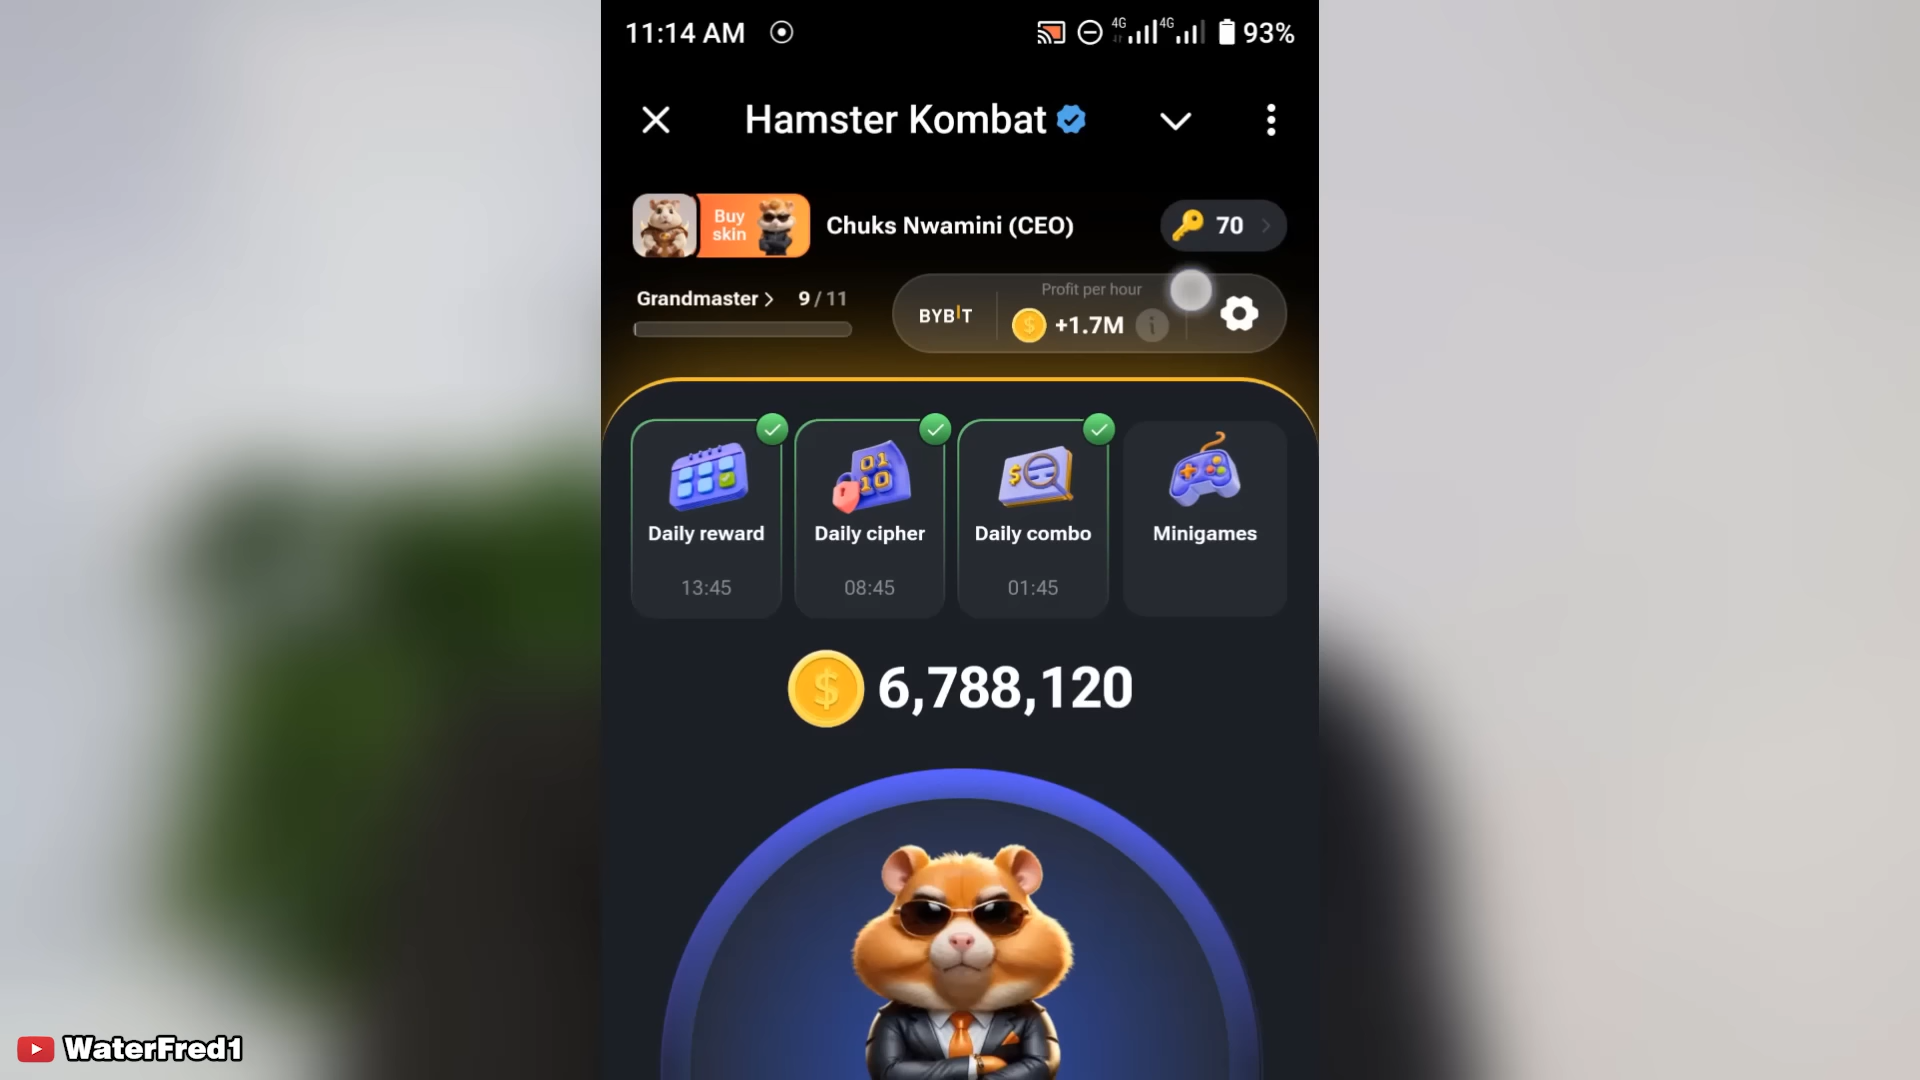 11:14 AM
4G 4G 93%
Hamster Kombat
Buy skin
Chuks Nwamini (CEO)
70
Grandmaster > 9 / 11
BYBIT
Profit per hour
+1.7M
Daily reward
13:45
Daily cipher
08:45
Daily combo
01:45
Minigames
6,788,120
WaterFred1